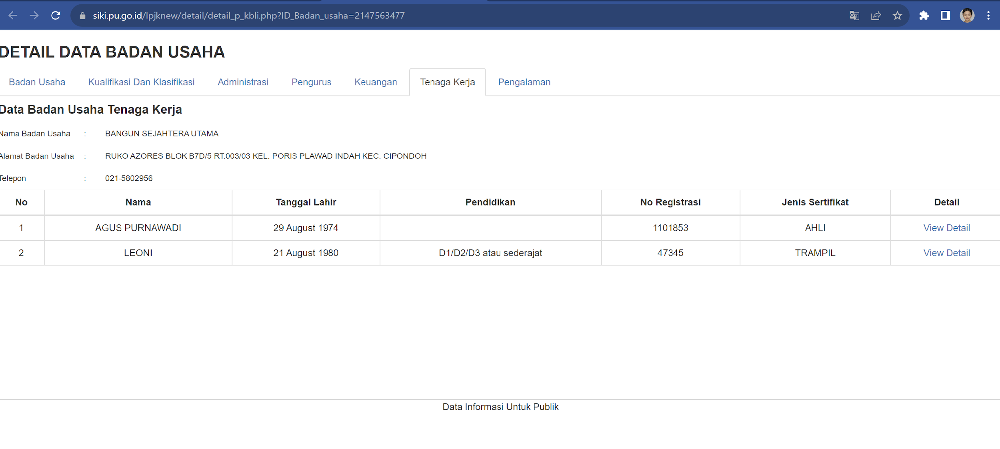 siki.pu.go.id/lpjknew/detail/detail_p_kbli.php?ID_Badan_usaha=2147563477
DETAIL DATA BADAN USAHA
Badan Usaha Kualifikasi Dan Klasifikasi Administrasi Pengurus Keuangan Tenaga Kerja Pengalaman
Data Badan Usaha Tenaga Kerja
Nama Badan Usaha : BANGUN SEJAHTERA UTAMA
Alamat Badan Usaha : RUKO AZORES BLOK B7D/5 RT.003/03 KEL. PORIS PLAWAD INDAH KEC. CIPONDOH
Telepon : 021-5802956
No Nama Tanggal Lahir Pendidikan No Registrasi Jenis Sertifikat Detail
1 AGUS PURNAWADI 29 August 1974 1101853 AHLI View Detail
2 LEONI 21 August 1980 D1/D2/D3 atau sederajat 47345 TRAMPIL View Detail
Data Informasi Untuk Publik